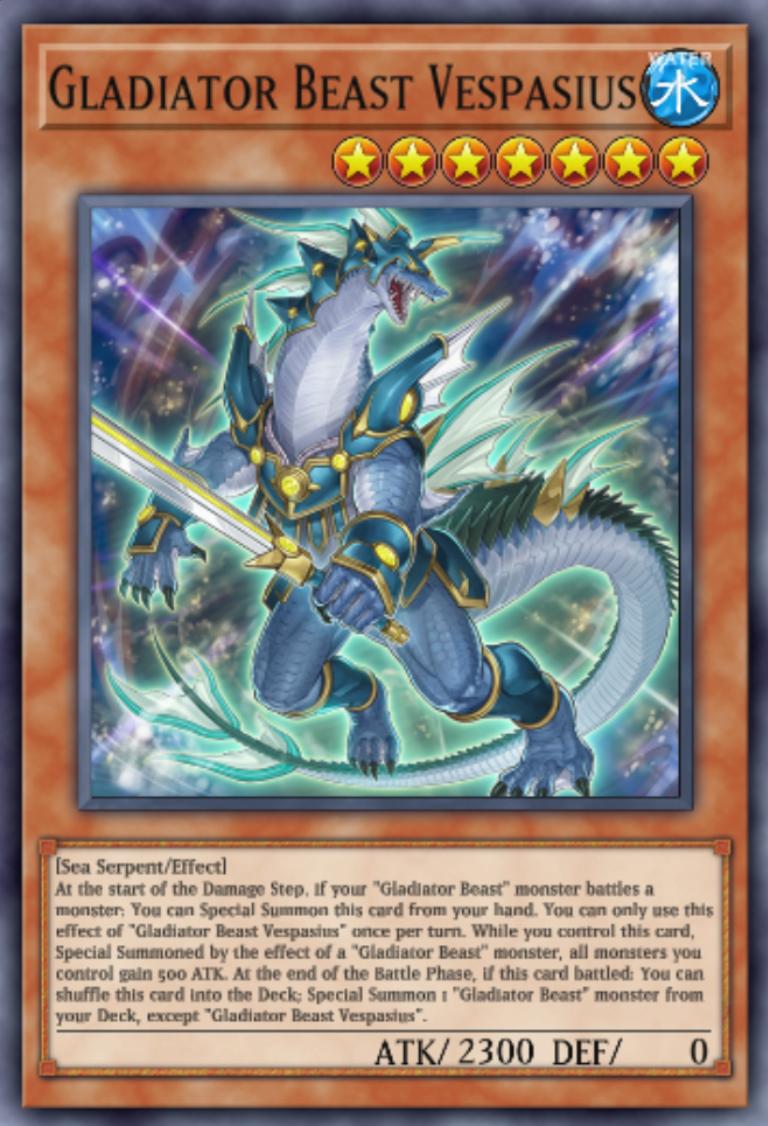 GLADIATOR BEAST VESPASIUS
WATER
水
[Sea Serpent/Effect]
At the start of the Damage Step, if your "Gladiator Beast" monster battles a
monster: You can Special Summon this card from your hand. You can only use this
effect of "Gladiator Beast Vespasius" once per turn. While you control this card,
Special Summoned by the effect of a "Gladiator Beast" monster, all monsters you
control gain 500 ATK. At the end of the Battle Phase, if this card battled: You can
shuffle this card into the Deck; Special Summon 1 "Gladiator Beast" monster from
your Deck, except "Gladiator Beast Vespasius".
ATK/ 2300 DEF/ 0